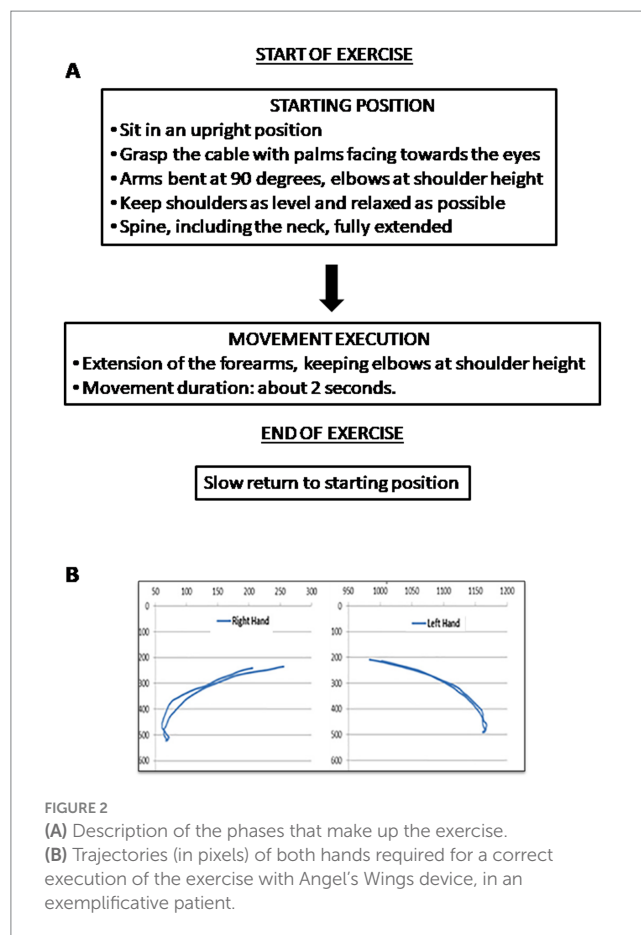 START OF EXERCISE
A
STARTING POSITION
• Sit in an upright position
• Grasp the cable with palms facing towards the eyes
• Arms bent at 90 degrees, elbows at shoulder height
• Keep shoulders as level and relaxed as possible
• Spine, including the neck, fully extended
MOVEMENT EXECUTION
• Extension of the forearms, keeping elbows at shoulder height
• Movement duration: about 2 seconds.
END OF EXERCISE
Slow return to starting position
B
50 100 150 200 250 300 950 1000 1050 1100 1150 1200
0 0
Right Hand Left Hand
100 100
200 200
300 300
400 400
500 500
600 600
FIGURE 2
(A) Description of the phases that make up the exercise.
(B) Trajectories (in pixels) of both hands required for a correct
execution of the exercise with Angel's Wings device, in an
exemplificative patient.